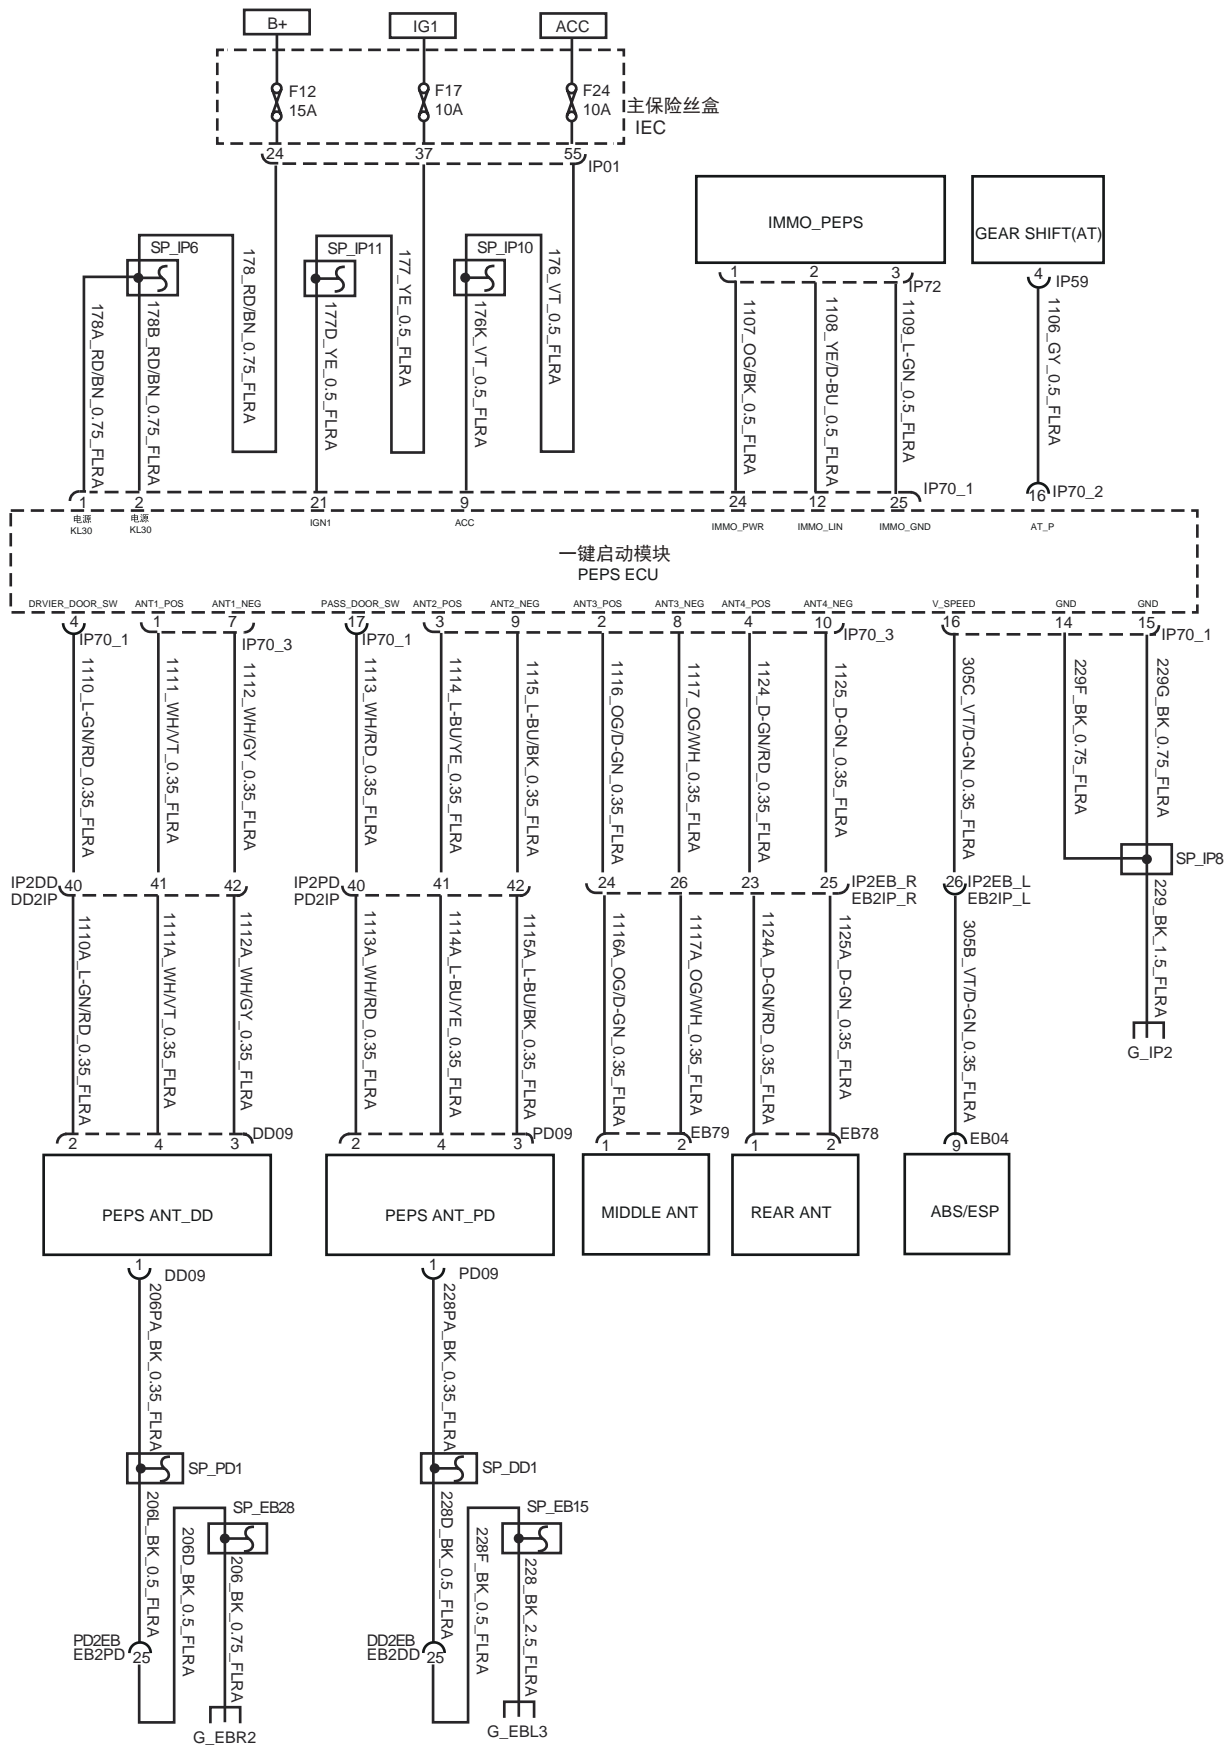 B+
IG1
ACC
F12
15A
F17
10A
F24
10A
主保险丝盒
IEC
24
37
55
IP01
IMMO_PEPS
GEAR SHIFT(AT)
1
2
3
IP72
4
IP59
SP_IP6
SP_IP11
SP_IP10
178A_RD/BN_0.75_FLRA
178B_RD/BN_0.75_FLRA
178_RD/BN_0.75_FLRA
177D_YE_0.5_FLRA
177_YE_0.5_FLRA
176K_VT_0.5_FLRA
176_VT_0.5_FLRA
1107_OG/BK_0.5_FLRA
1108_YE/D-BU_0.5_FLRA
1109_L-GN_0.5_FLRA
1106_GY_0.5_FLRA
1
2
21
9
24
12
25
IP70_1
16
IP70_2
电源
KL30
电源
KL30
IGN1
ACC
IMMO_PWR
IMMO_LIN
IMMO_GND
AT_P
一键启动模块
PEPS ECU
DRVIER_DOOR_SW
ANT1_POS
ANT1_NEG
PASS_DOOR_SW
ANT2_POS
ANT2_NEG
ANT3_POS
ANT3_NEG
ANT4_POS
ANT4_NEG
V_SPEED
GND
GND
4
IP70_1
1
7
IP70_3
17
IP70_1
3
9
2
8
4
10
IP70_3
16
14
15
IP70_1
1110_L-GN/RD_0.35_FLRA
1111_WH/VT_0.35_FLRA
1112_WH/GY_0.35_FLRA
1113_WH/RD_0.35_FLRA
1114_L-BU/YE_0.35_FLRA
1115_L-BU/BK_0.35_FLRA
1116_OG/D-GN_0.35_FLRA
1117_OG/WH_0.35_FLRA
1124_D-GN/RD_0.35_FLRA
1125_D-GN_0.35_FLRA
305C_VT/D-GN_0.35_FLRA
229F_BK_0.75_FLRA
229G_BK_0.75_FLRA
SP_IP8
IP2DD
DD2IP
40
41
42
IP2PD
PD2IP
40
41
42
24
26
23
25
IP2EB_R
EB2IP_R
26
IP2EB_L
EB2IP_L
1110A_L-GN/RD_0.35_FLRA
1111A_WH/VT_0.35_FLRA
1112A_WH/GY_0.35_FLRA
1113A_WH/RD_0.35_FLRA
1114A_L-BU/YE_0.35_FLRA
1115A_L-BU/BK_0.35_FLRA
1116A_OG/D-GN_0.35_FLRA
1117A_OG/WH_0.35_FLRA
1124A_D-GN/RD_0.35_FLRA
1125A_D-GN_0.35_FLRA
305B_VT/D-GN_0.35_FLRA
229_BK_1.5_FLRA
G_IP2
2
4
3
DD09
2
4
3
PD09
1
2
EB79
1
2
EB78
9
EB04
PEPS ANT_DD
PEPS ANT_PD
MIDDLE ANT
REAR ANT
ABS/ESP
1
DD09
1
PD09
206PA_BK_0.35_FLRA
228PA_BK_0.35_FLRA
SP_PD1
SP_DD1
SP_EB28
SP_EB15
206L_BK_0.5_FLRA
206D_BK_0.5_FLRA
206_BK_0.75_FLRA
228D_BK_0.5_FLRA
228F_BK_0.5_FLRA
228_BK_2.5_FLRA
PD2EB
EB2PD
25
DD2EB
EB2DD
25
G_EBR2
G_EBL3